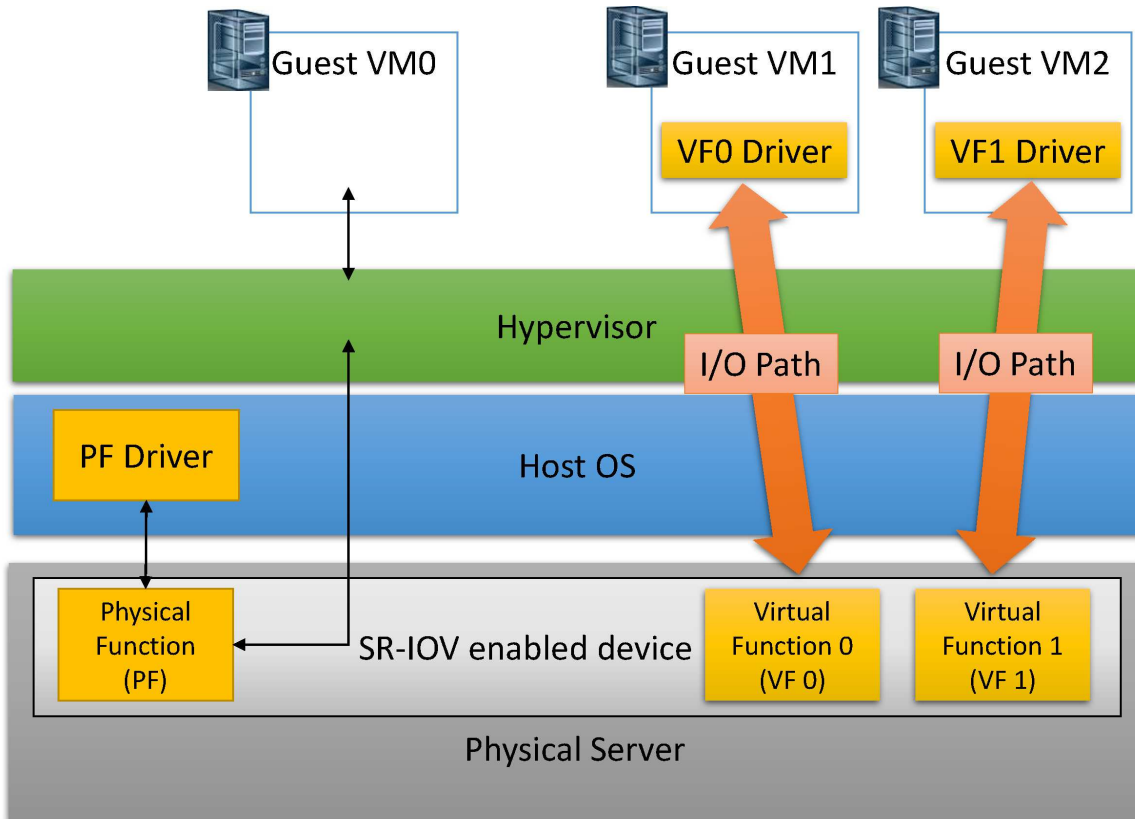 Guest VM0
Guest VM1
Guest VM2
VF0 Driver
VF1 Driver
Hypervisor
I/O Path
I/O Path
PF Driver
Host OS
Physical
Function
(PF)
SR-IOV enabled device
Virtual
Function 0
(VF 0)
Virtual
Function 1
(VF 1)
Physical Server